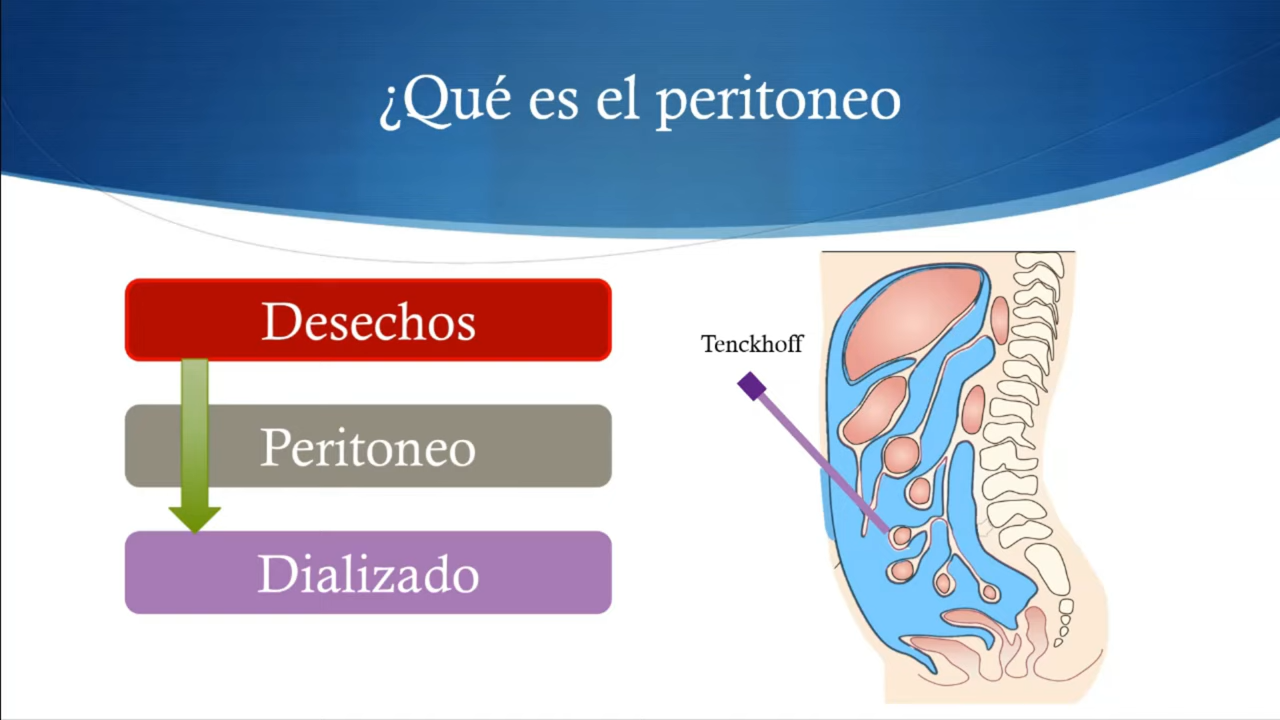 ¿Qué es el peritoneo
Desechos
Peritoneo
Dializado
Tenckhoff